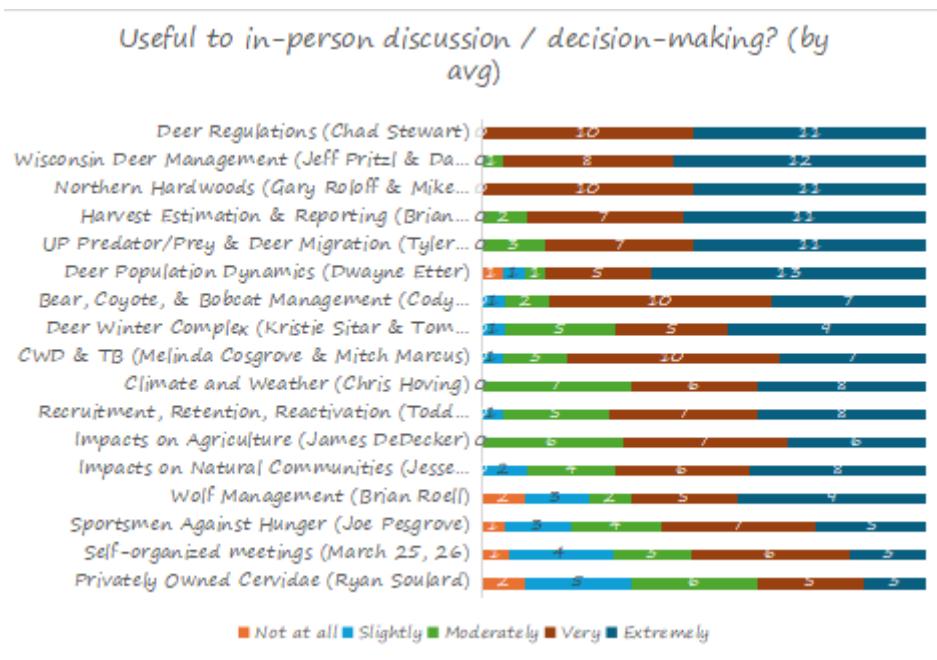 Useful to in-person discussion / decision-making? (by
avg)
Deer Regulations (Chad Stewart) 0 10 11
Wisconsin Deer Management (Jeff Pritzl & Da... 0 1 8 12
Northern Hardwoods (Gary Roloff & Mike... 0 10 11
Harvest Estimation & Reporting (Brian... 0 2 7 11
UP Predator/Prey & Deer Migration (Tyler... 0 3 7 11
Deer Population Dynamics (Dwayne Etter) 1 1 1 5 13
Bear, Coyote, & Bobcat Management (Cody... 1 2 10 7
Deer Winter Complex (Kristie Sitar & Tom... 1 5 5 9
CWD & TB (Melinda Cosgrove & Mitch Marcus) 1 3 10 7
Climate and Weather (Chris Hoving) 0 7 6 8
Recruitment, Retention, Reactivation (Todd... 1 5 7 8
Impacts on Agriculture (James DeDecker) 0 6 7 6
Impacts on Natural Communities (Jesse... 2 4 6 8
Wolf Management (Brian Roell) 2 3 2 5 9
Sportsmen Against Hunger (Joe Pesgrove) 1 3 4 7 5
Self-organized meetings (March 25, 26) 1 4 3 6 3
Privately Owned Cervidae (Ryan Soulard) 2 5 6 5 3
Not at all Slightly Moderately Very Extremely